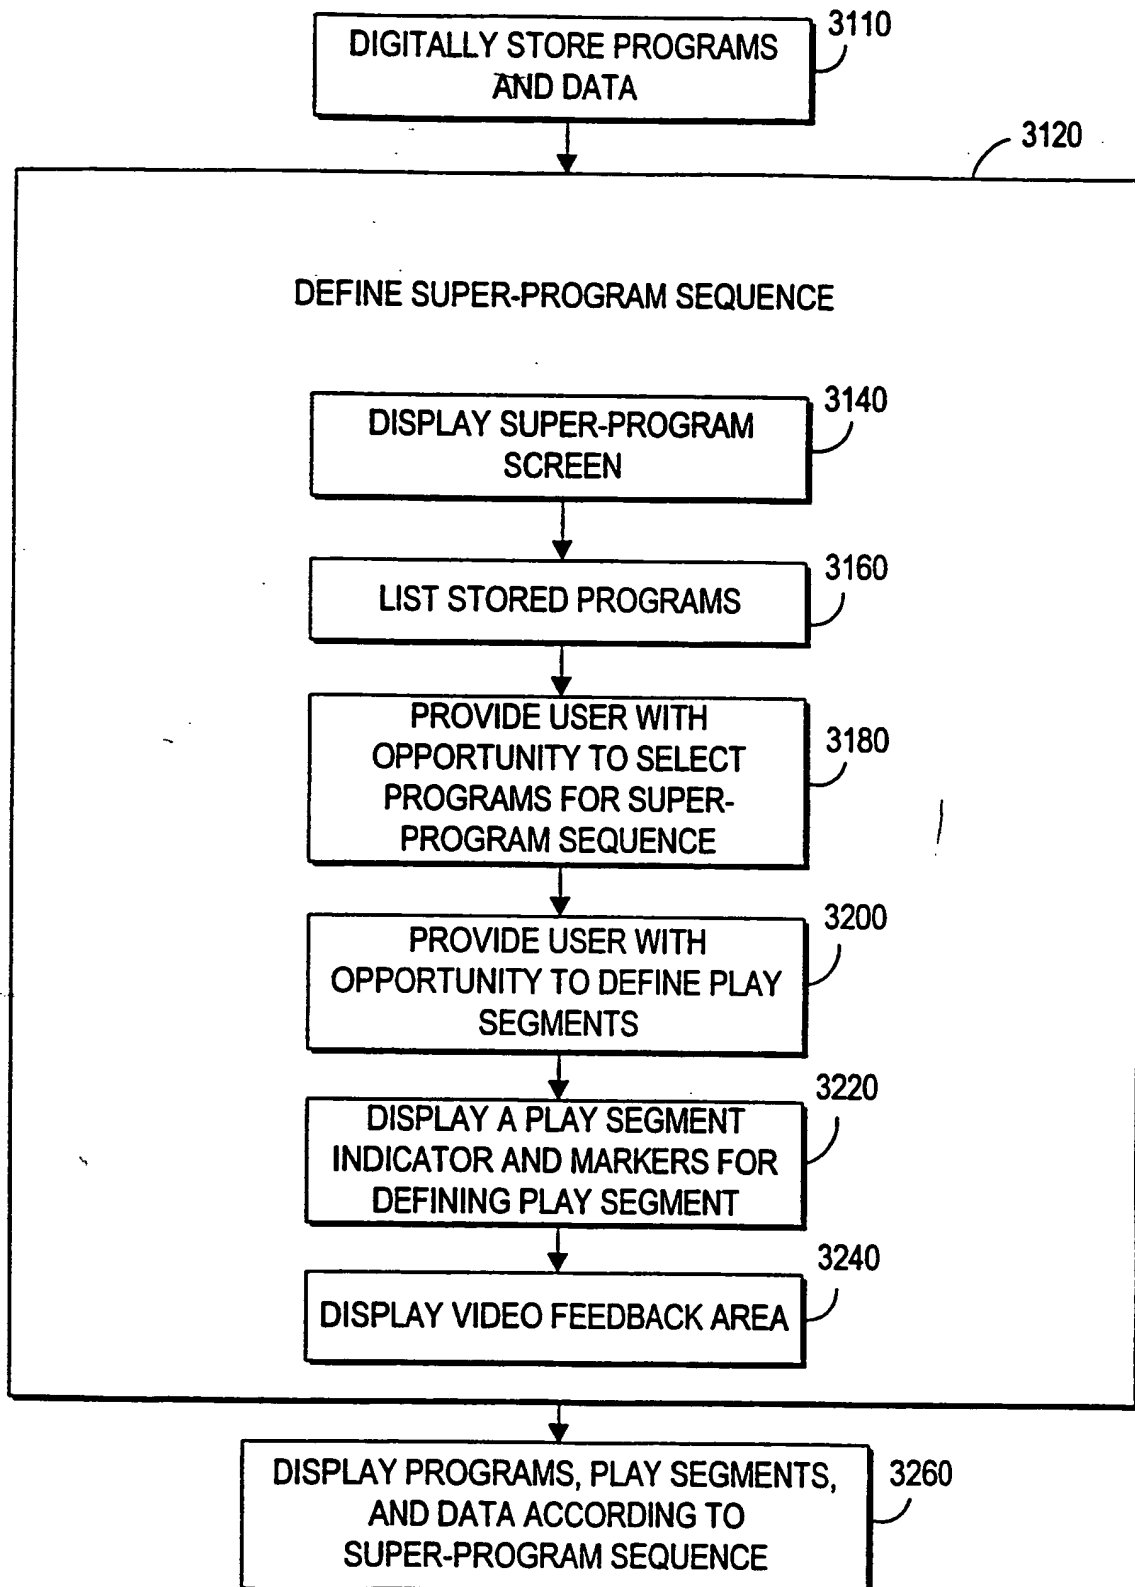 3110
DIGITALLY STORE PROGRAMS
AND DATA
3120
DEFINE SUPER-PROGRAM SEQUENCE
3140
DISPLAY SUPER-PROGRAM
SCREEN
3160
LIST STORED PROGRAMS
3180
PROVIDE USER WITH
OPPORTUNITY TO SELECT
PROGRAMS FOR SUPER-
PROGRAM SEQUENCE
3200
PROVIDE USER WITH
OPPORTUNITY TO DEFINE PLAY
SEGMENTS
3220
DISPLAY A PLAY SEGMENT
INDICATOR AND MARKERS FOR
DEFINING PLAY SEGMENT
3240
DISPLAY VIDEO FEEDBACK AREA
3260
DISPLAY PROGRAMS, PLAY SEGMENTS,
AND DATA ACCORDING TO
SUPER-PROGRAM SEQUENCE